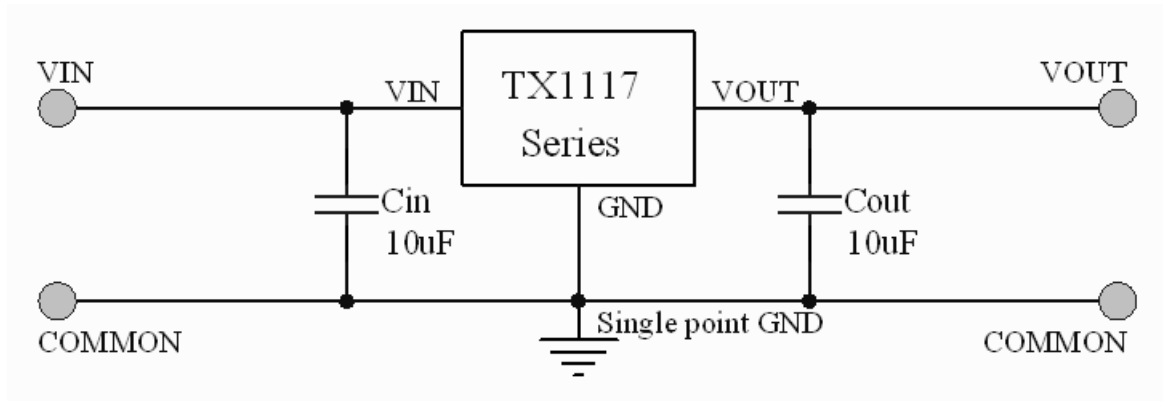 VIN
VIN
TX1117
Series
VOUT
VOUT
Cin
10uF
GND
Cout
10uF
COMMON
Single point GND
COMMON